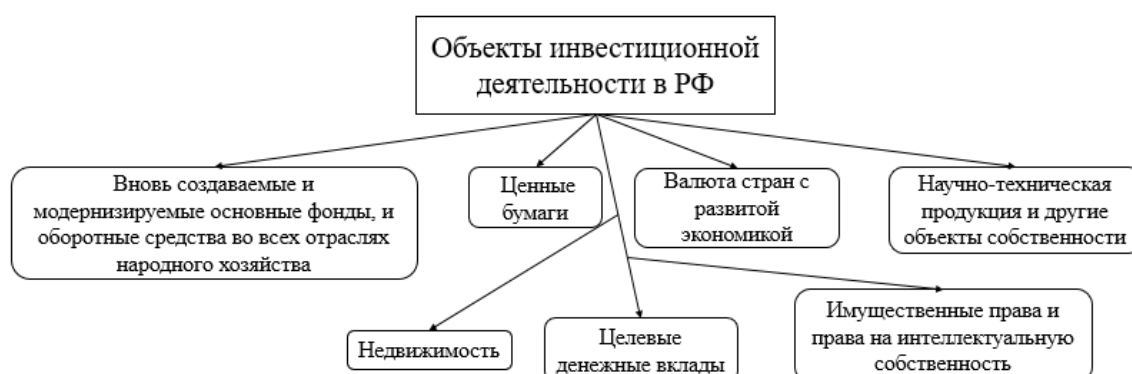 Объекты инвестиционной
деятельности в РФ
Вновь создаваемые и
модернизируемые основные фонды, и
оборотные средства во всех отраслях
народного хозяйства
Ценные
бумаги
Валюта стран с
развитой
экономикой
Научно-техническая
продукция и другие
объекты собственности
Недвижимость
Целевые
денежные вклады
Имущественные права и
права на интеллектуальную
собственность